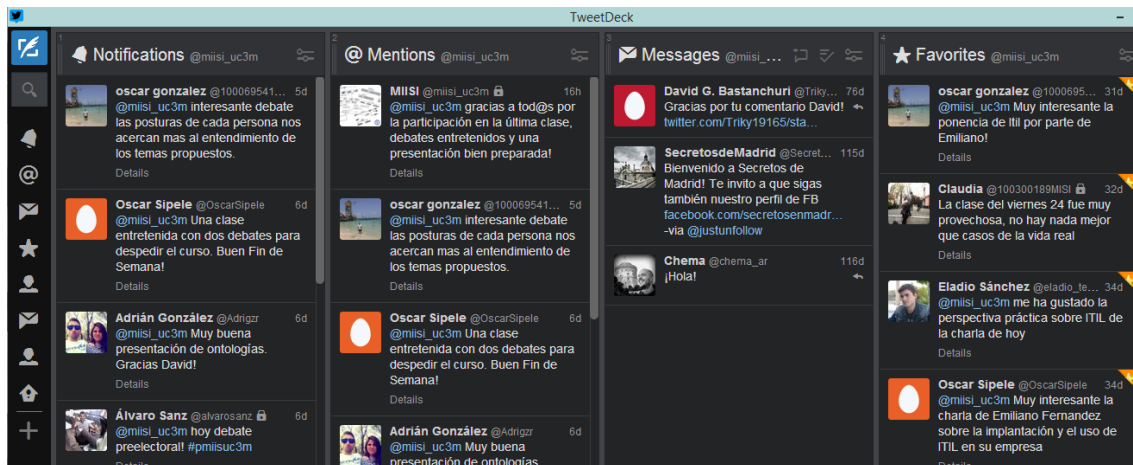 TweetDeck
1
Notifications @miisi_uc3m
oscar gonzalez @100069541... 5d
@miisi_uc3m interesante debate
las posturas de cada persona nos
acercan mas al entendimiento de
los temas propuestos.
Details
Oscar Sipele @OscarSipele 6d
@miisi_uc3m Una clase
entretenida con dos debates para
despedir el curso. Buen Fin de
Semana!
Details
Adrián González @Adrigzr 6d
@miisi_uc3m Muy buena
presentación de ontologías.
Gracias David!
Details
Álvaro Sanz @alvarosanz 6d
@miisi_uc3m hoy debate
preelectoral! #pmiisuc3m
Details
2
@ Mentions @miisi_uc3m
MIISI @miisi_uc3m 16h
@miisi_uc3m gracias a tod@s por
la participación en la última clase,
debates entretenidos y una
presentación bien preparada!
Details
oscar gonzalez @100069541... 5d
@miisi_uc3m interesante debate
las posturas de cada persona nos
acercan mas al entendimiento de
los temas propuestos.
Details
Oscar Sipele @OscarSipele 6d
@miisi_uc3m Una clase
entretenida con dos debates para
despedir el curso. Buen Fin de
Semana!
Details
Adrián González @Adrigzr 6d
@miisi_uc3m Muy buena
presentación de ontologías.
3
Messages @miisi_...
David G. Bastanchuri @Triky... 76d
Gracias por tu comentario David!
twitter.com/Triky19165/sta...
SecretosdeMadrid @Secret... 115d
Bienvenido a Secretos de
Madrid! Te invito a que sigas
también nuestro perfil de FB
facebook.com/secretosenmadr...
-via @justunfollow
Chema @chema_ar 116d
¡Hola!
4
Favorites @miisi_uc3m
oscar gonzalez @1000695... 31d
@miisi_uc3m Muy interesante la
ponencia de Itil por parte de
Emiliano!
Details
Claudia @100300189MISI 32d
La clase del viernes 24 fue muy
provechosa, no hay nada mejor
que casos de la vida real
Details
Eladio Sánchez @eladio_te... 34d
@miisi_uc3m me ha gustado la
perspectiva práctica sobre ITIL de
la charla de hoy
Details
Oscar Sipele @OscarSipele 34d
@miisi_uc3m Muy interesante la
charla de Emiliano Fernandez
sobre la implantación y el uso de
ITIL en su empresa
Details